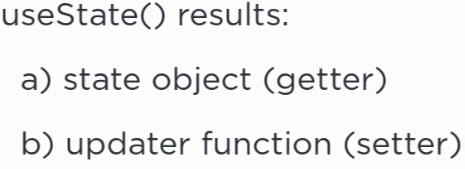 useState() results:
a) state object (getter)
b) updater function (setter)